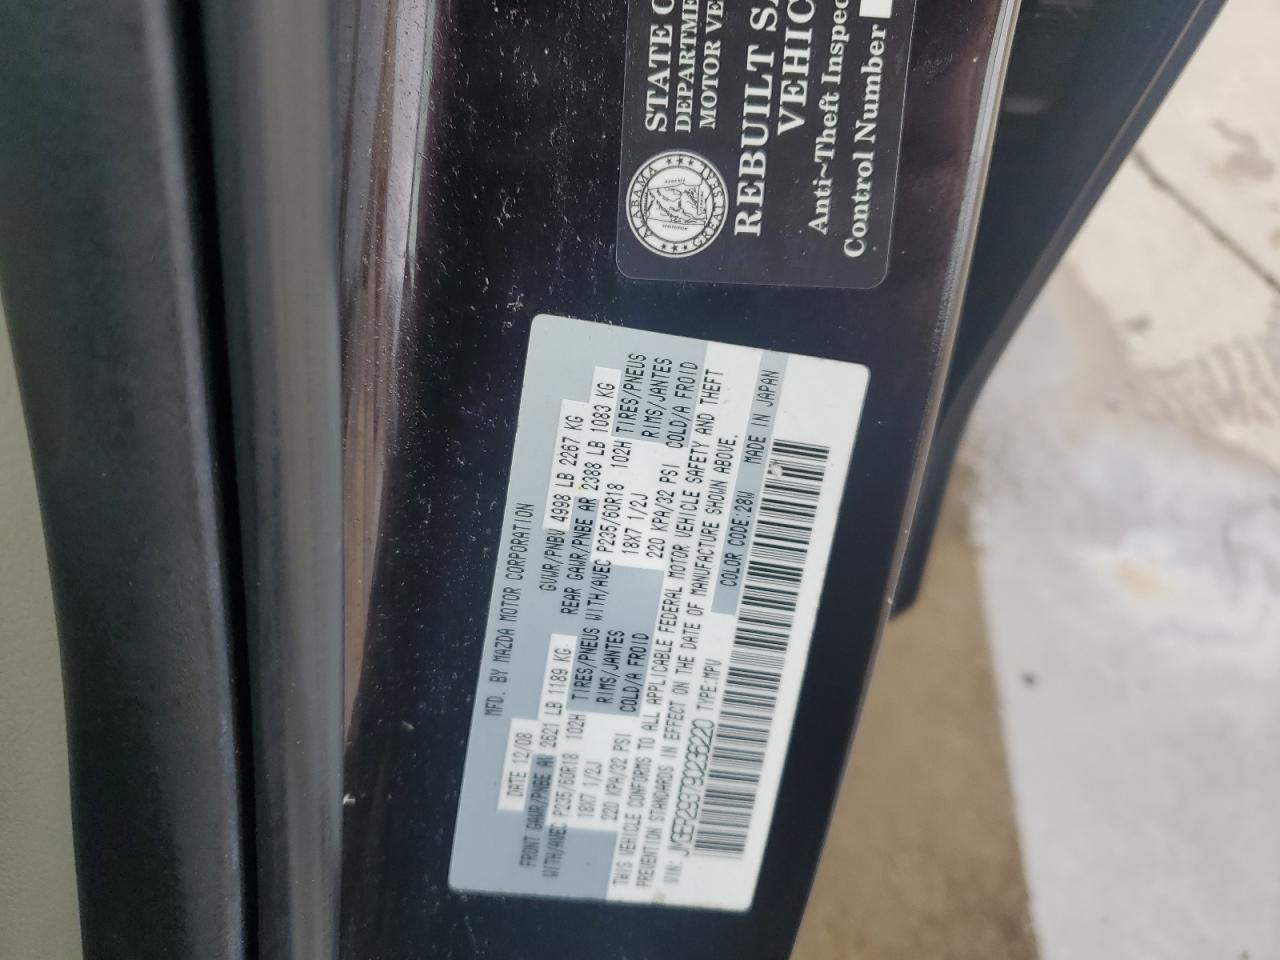 STATE O
DEPARTME
MOTOR VE
REBUILT SA
VEHIC
Anti~Theft Inspec
Control Number
ALABAMA
GREAT SEAL
MFD. BY MAZDA MOTOR CORPORATION
DATE 12/08 GVWR/PNBV 4998 LB 2267 KG
FRONT GAWR/PNBE AV 2621 LB 1189 KG REAR GAWR/PNBE AR 2388 LB 1083 KG
WITH/AVEC P235/60R18 102H TIRES/PNEUS WITH/AVEC P235/60R18 102H TIRES/PNEUS
18X7 1/2J RIMS/JANTES 18X7 1/2J RIMS/JANTES
220 KPA/32 PSI COLD/A FROID 220 KPA/32 PSI COLD/A FROID
THIS VEHICLE CONFORMS TO ALL APPLICABLE FEDERAL MOTOR VEHICLE SAFETY AND THEFT
PREVENTION STANDARDS IN EFFECT ON THE DATE OF MANUFACTURE SHOWN ABOVE.
VIN: JM3ER293790236220 TYPE:MPV COLOR CODE:28W MADE IN JAPAN